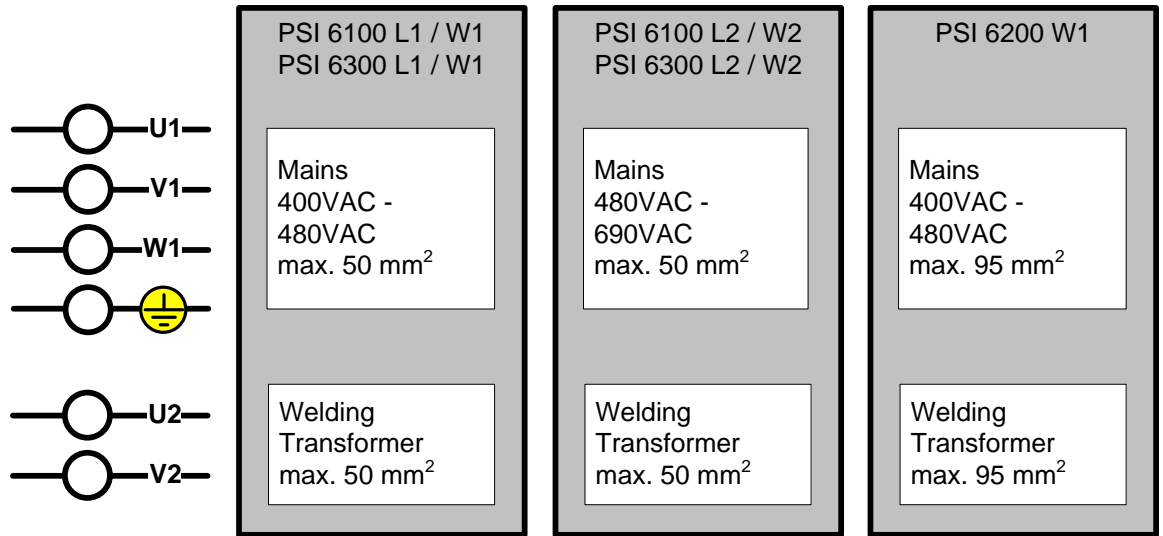 U1
V1
W1
U2
V2
PSI 6100 L1 / W1
PSI 6300 L1 / W1
Mains
400VAC -
480VAC
max. 50 mm²
Welding
Transformer
max. 50 mm²
PSI 6100 L2 / W2
PSI 6300 L2 / W2
Mains
480VAC -
690VAC
max. 50 mm²
Welding
Transformer
max. 50 mm²
PSI 6200 W1
Mains
400VAC -
480VAC
max. 95 mm²
Welding
Transformer
max. 95 mm²